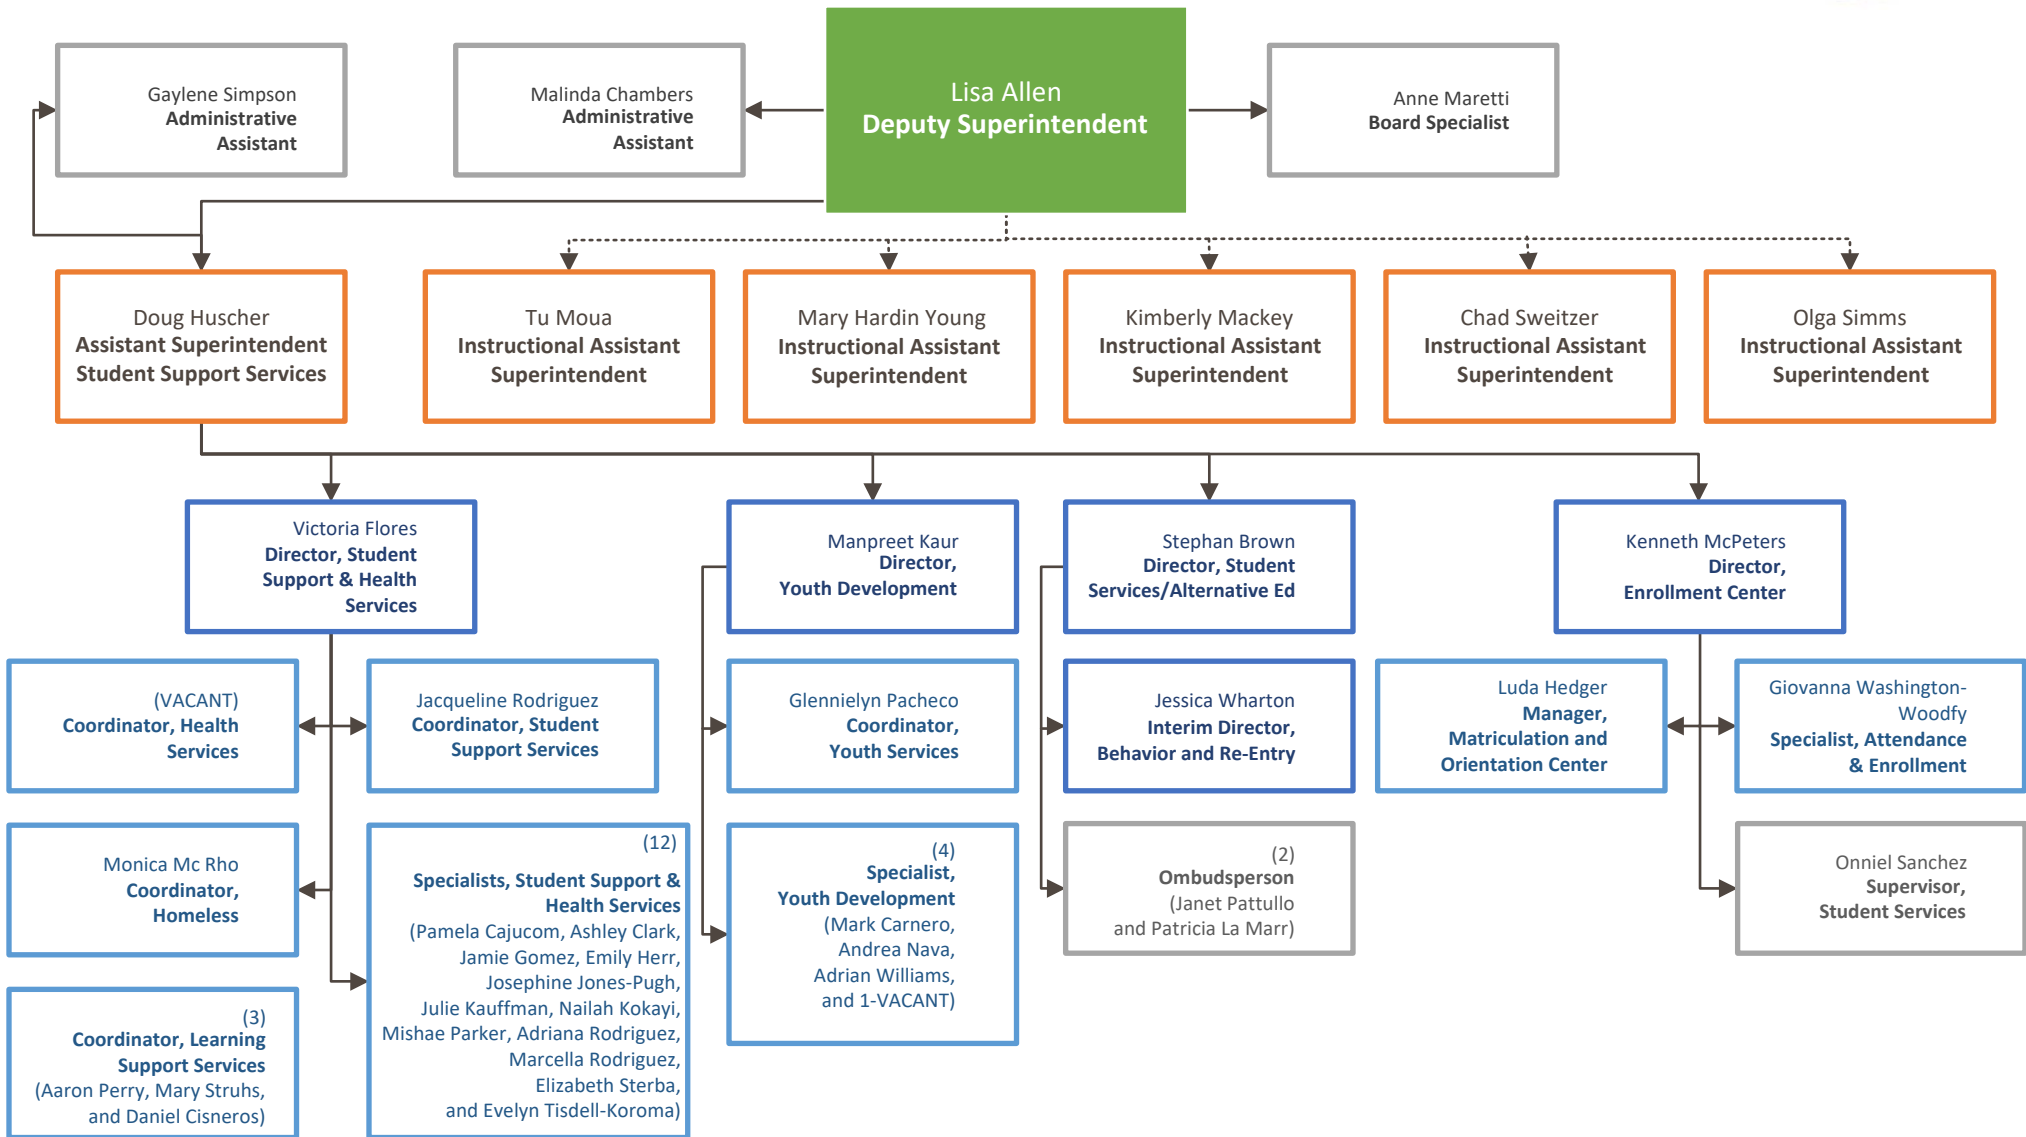 Gaylene Simpson
Administrative
Assistant
Malinda Chambers
Administrative
Assistant
Lisa Allen
Deputy Superintendent
Anne Maretti
Board Specialist
Doug Huscher
Assistant Superintendent
Student Support Services
Tu Moua
Instructional Assistant
Superintendent
Mary Hardin Young
Instructional Assistant
Superintendent
Kimberly Mackey
Instructional Assistant
Superintendent
Chad Sweitzer
Instructional Assistant
Superintendent
Olga Simms
Instructional Assistant
Superintendent
Victoria Flores
Director, Student
Support & Health
Services
Manpreet Kaur
Director,
Youth Development
Stephan Brown
Director, Student
Services/Alternative Ed
Kenneth McPeters
Director,
Enrollment Center
(VACANT)
Coordinator, Health
Services
Jacqueline Rodriguez
Coordinator, Student
Support Services
Glennielyn Pacheco
Coordinator,
Youth Services
Jessica Wharton
Interim Director,
Behavior and Re-Entry
Luda Hedger
Manager,
Matriculation and
Orientation Center
Giovanna Washington-
Woodfy
Specialist, Attendance
& Enrollment
Monica Mc Rho
Coordinator,
Homeless
(12)
Specialists, Student Support &
Health Services
(Pamela Cajucom, Ashley Clark,
Jamie Gomez, Emily Herr,
Josephine Jones-Pugh,
Julie Kauffman, Nailah Kokayi,
Mishae Parker, Adriana Rodriguez,
Marcella Rodriguez,
Elizabeth Sterba,
and Evelyn Tisdell-Koroma)
(4)
Specialist,
Youth Development
(Mark Carnero,
Andrea Nava,
Adrian Williams,
and 1-VACANT)
(2)
Ombudsperson
(Janet Pattullo
and Patricia La Marr)
Onniel Sanchez
Supervisor,
Student Services
(3)
Coordinator, Learning
Support Services
(Aaron Perry, Mary Struhs,
and Daniel Cisneros)